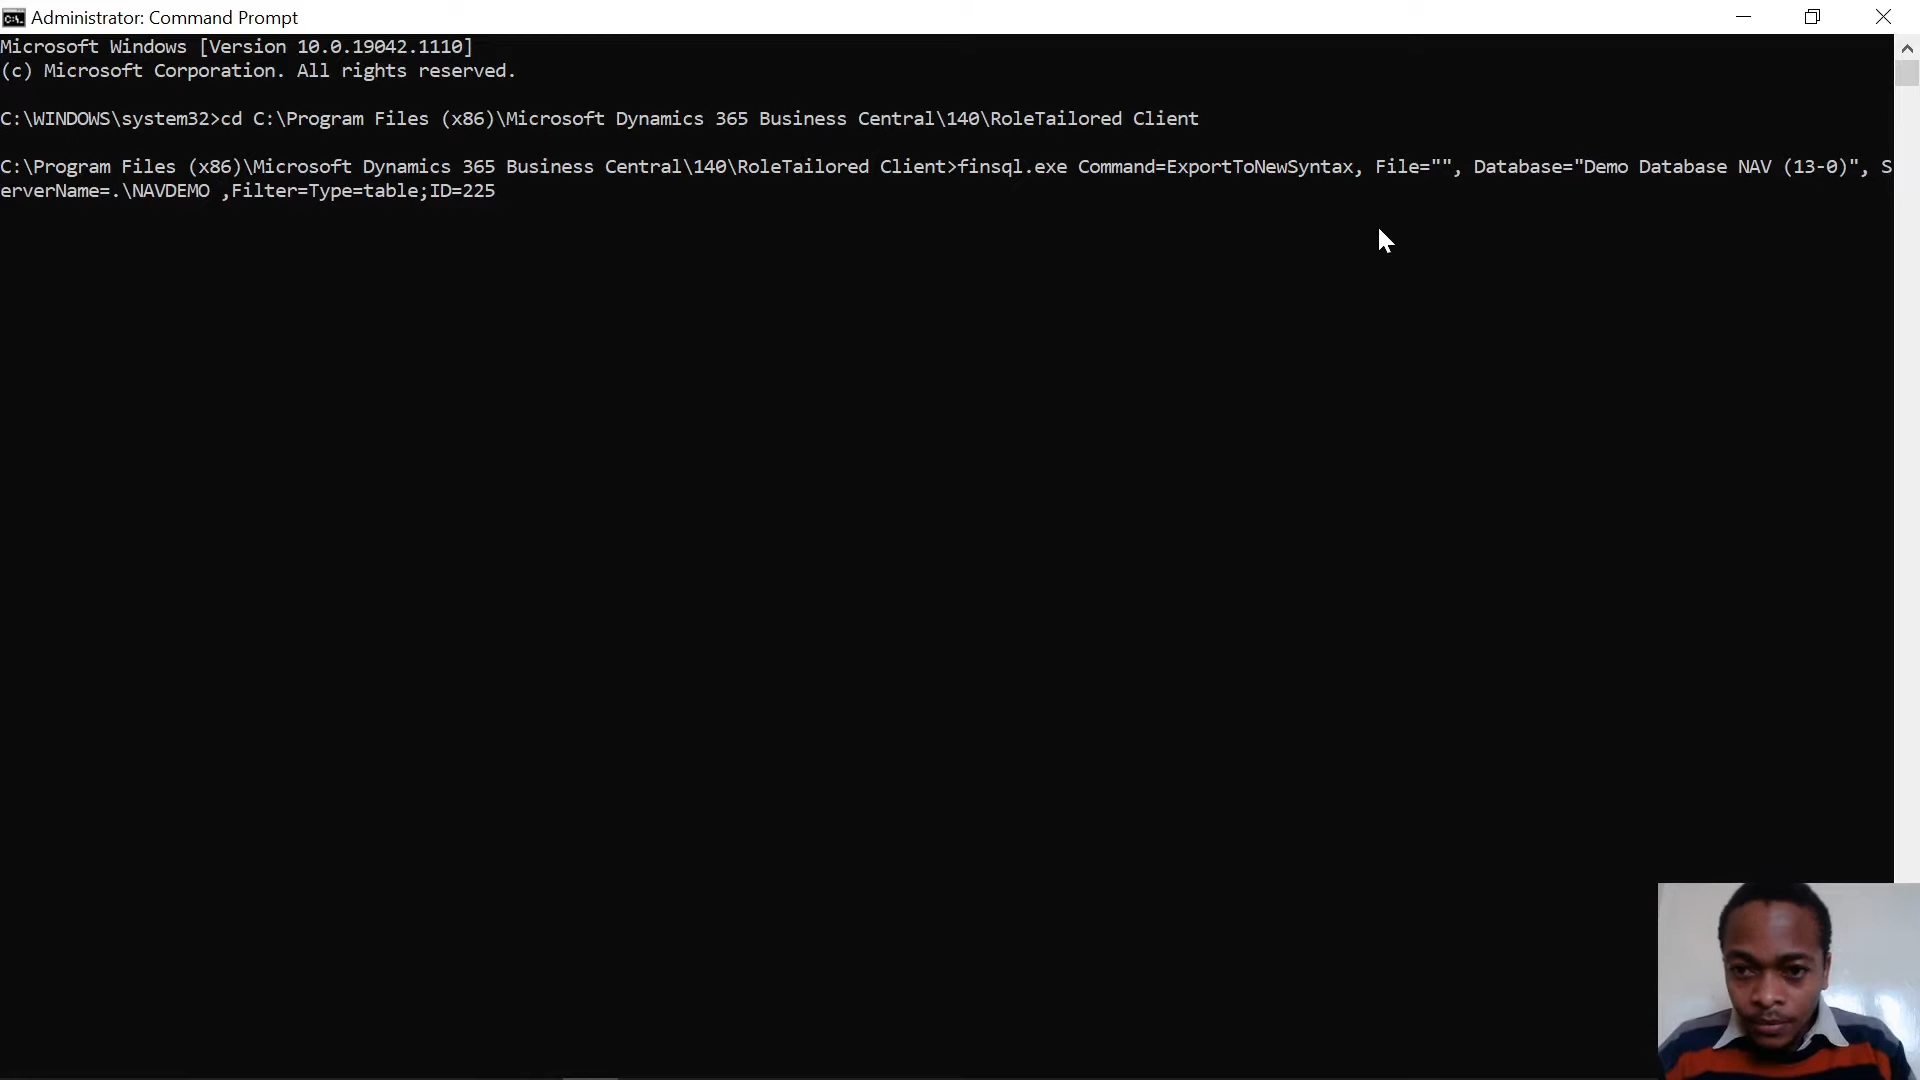 Administrator: Command Prompt
Microsoft Windows [Version 10.0.19042.1110]
(c) Microsoft Corporation. All rights reserved.
C:\WINDOWS\system32>cd C:\Program Files (x86)\Microsoft Dynamics 365 Business Central\140\RoleTailored Client
C:\Program Files (x86)\Microsoft Dynamics 365 Business Central\140\RoleTailored Client>finsql.exe Command=ExportToNewSyntax, File="", Database="Demo Database NAV (13-0)", S
erverName=.\NAVDEMO ,Filter=Type=table;ID=225